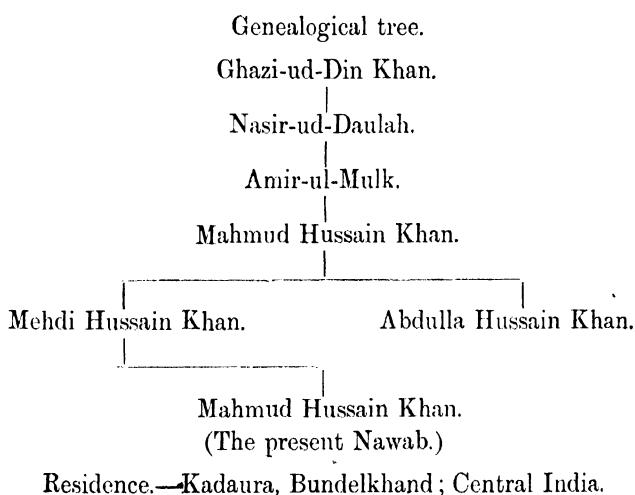 Genealogical tree.
Ghazi-ud-Din Khan.
Nasir-ud-Daulah.
Amir-ul-Mulk.
Mahmud Hussain Khan.
Mehdi Hussain Khan. Abdulla Hussain Khan.
Mahmud Hussain Khan.
(The present Nawab.)
Residence.—Kadaura, Bundelkhand; Central India.